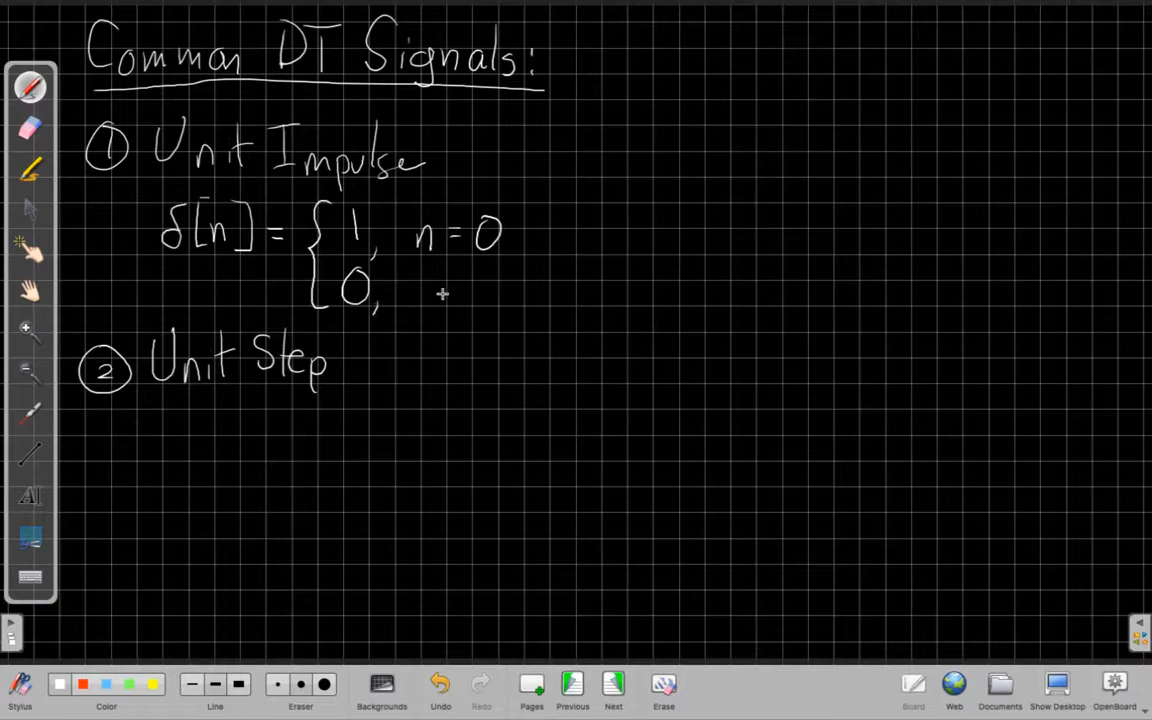 Common DT Signals:
① Unit Impulse
δ[n] = { 1, n = 0
0,
② Unit Step
Stylus
Color
Line
Eraser
Backgrounds
Undo
Redo
Pages
Previous
Next
Erase
Board
Web
Documents
Show Desktop
OpenBoard